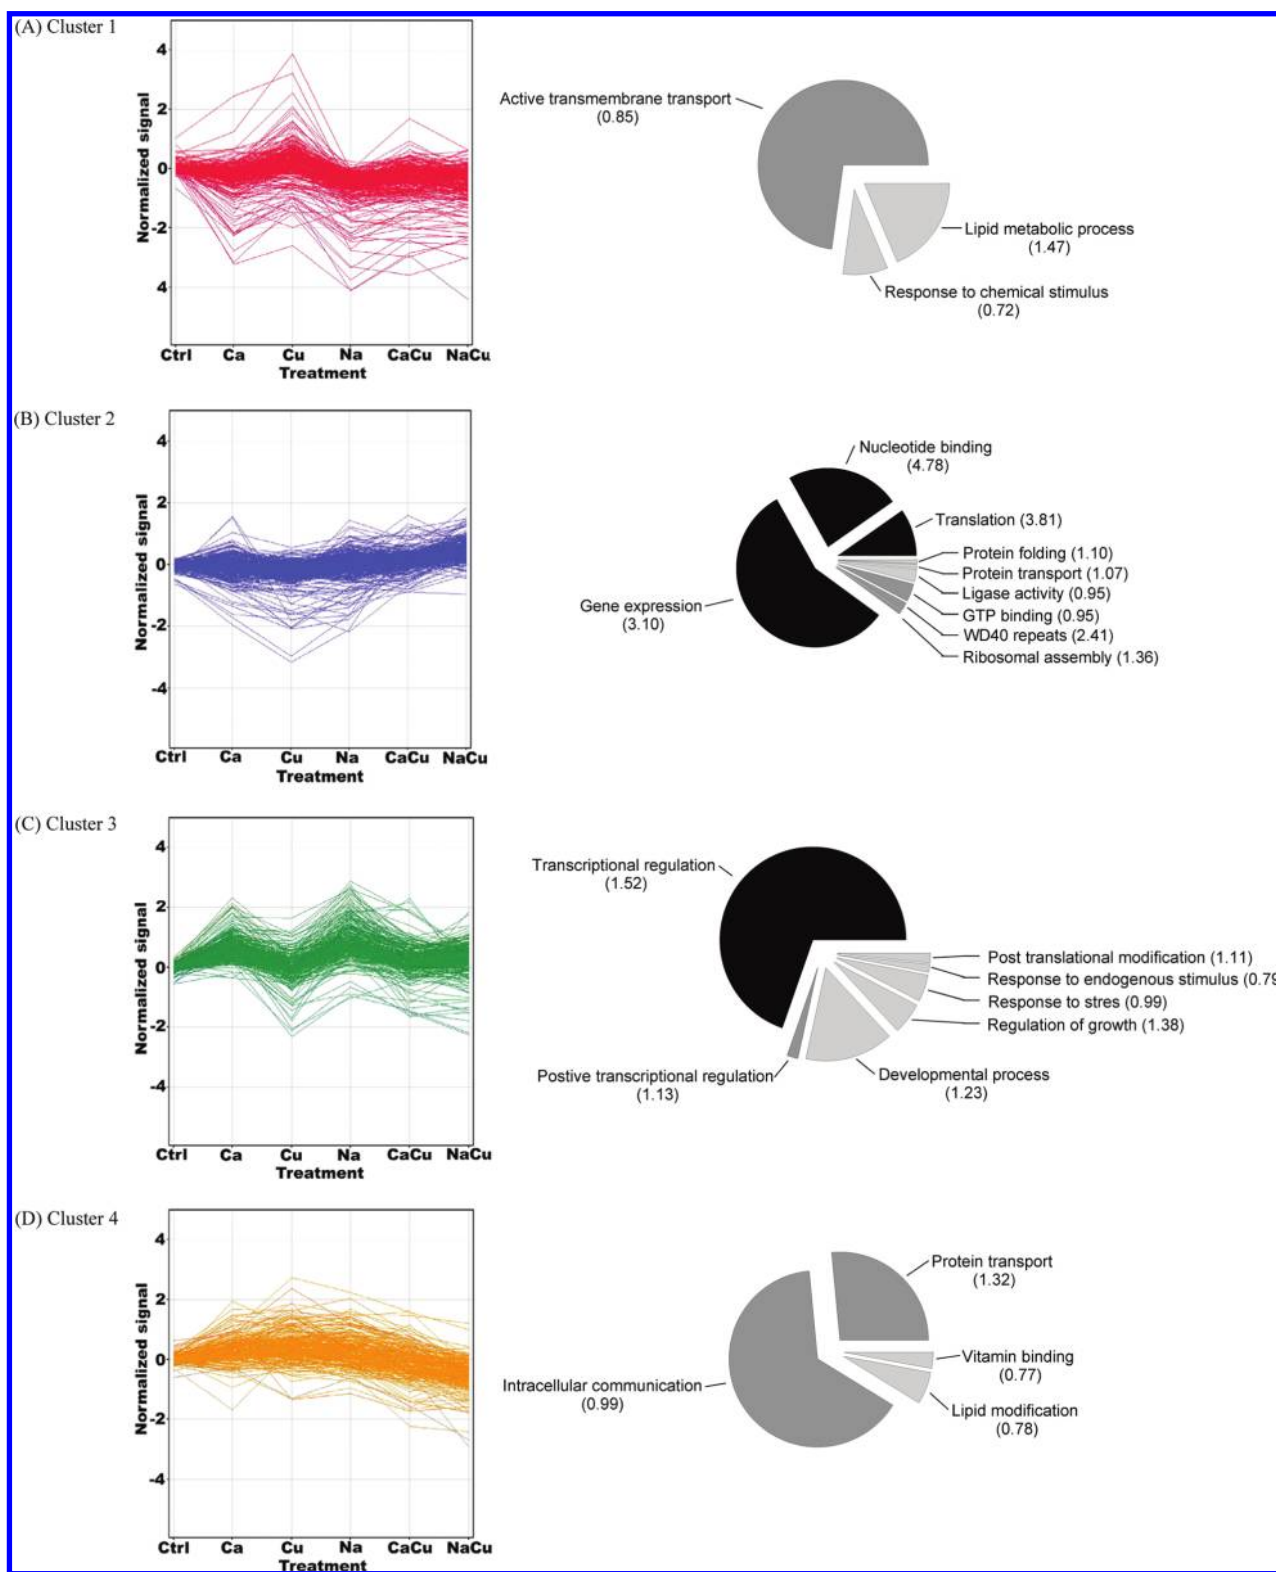 (A) Cluster 1
4
2
0
-2
4
Normalized signal
Ctrl Ca Cu Na CaCu NaCu
Treatment
Active transmembrane transport
(0.85)
Lipid metabolic process
(1.47)
Response to chemical stimulus
(0.72)
(B) Cluster 2
4
2
0
-2
-4
Normalized signal
Ctrl Ca Cu Na CaCu NaCu
Treatment
Nucleotide binding
(4.78)
Translation (3.81)
Protein folding (1.10)
Protein transport (1.07)
Ligase activity (0.95)
GTP binding (0.95)
WD40 repeats (2.41)
Ribosomal assembly (1.36)
Gene expression
(3.10)
(C) Cluster 3
4
2
0
-2
-4
Normalized signal
Ctrl Ca Cu Na CaCu NaCu
Treatment
Transcriptional regulation
(1.52)
Post translational modification (1.11)
Response to endogenous stimulus (0.79
Response to stres (0.99)
Regulation of growth (1.38)
Developmental process
(1.23)
Postive transcriptional regulation
(1.13)
(D) Cluster 4
4
2
0
-2
-4
Normalized signal
Ctrl Ca Cu Na CaCu NaCu
Treatment
Protein transport
(1.32)
Vitamin binding
(0.77)
Lipid modification
(0.78)
Intracellular communication
(0.99)